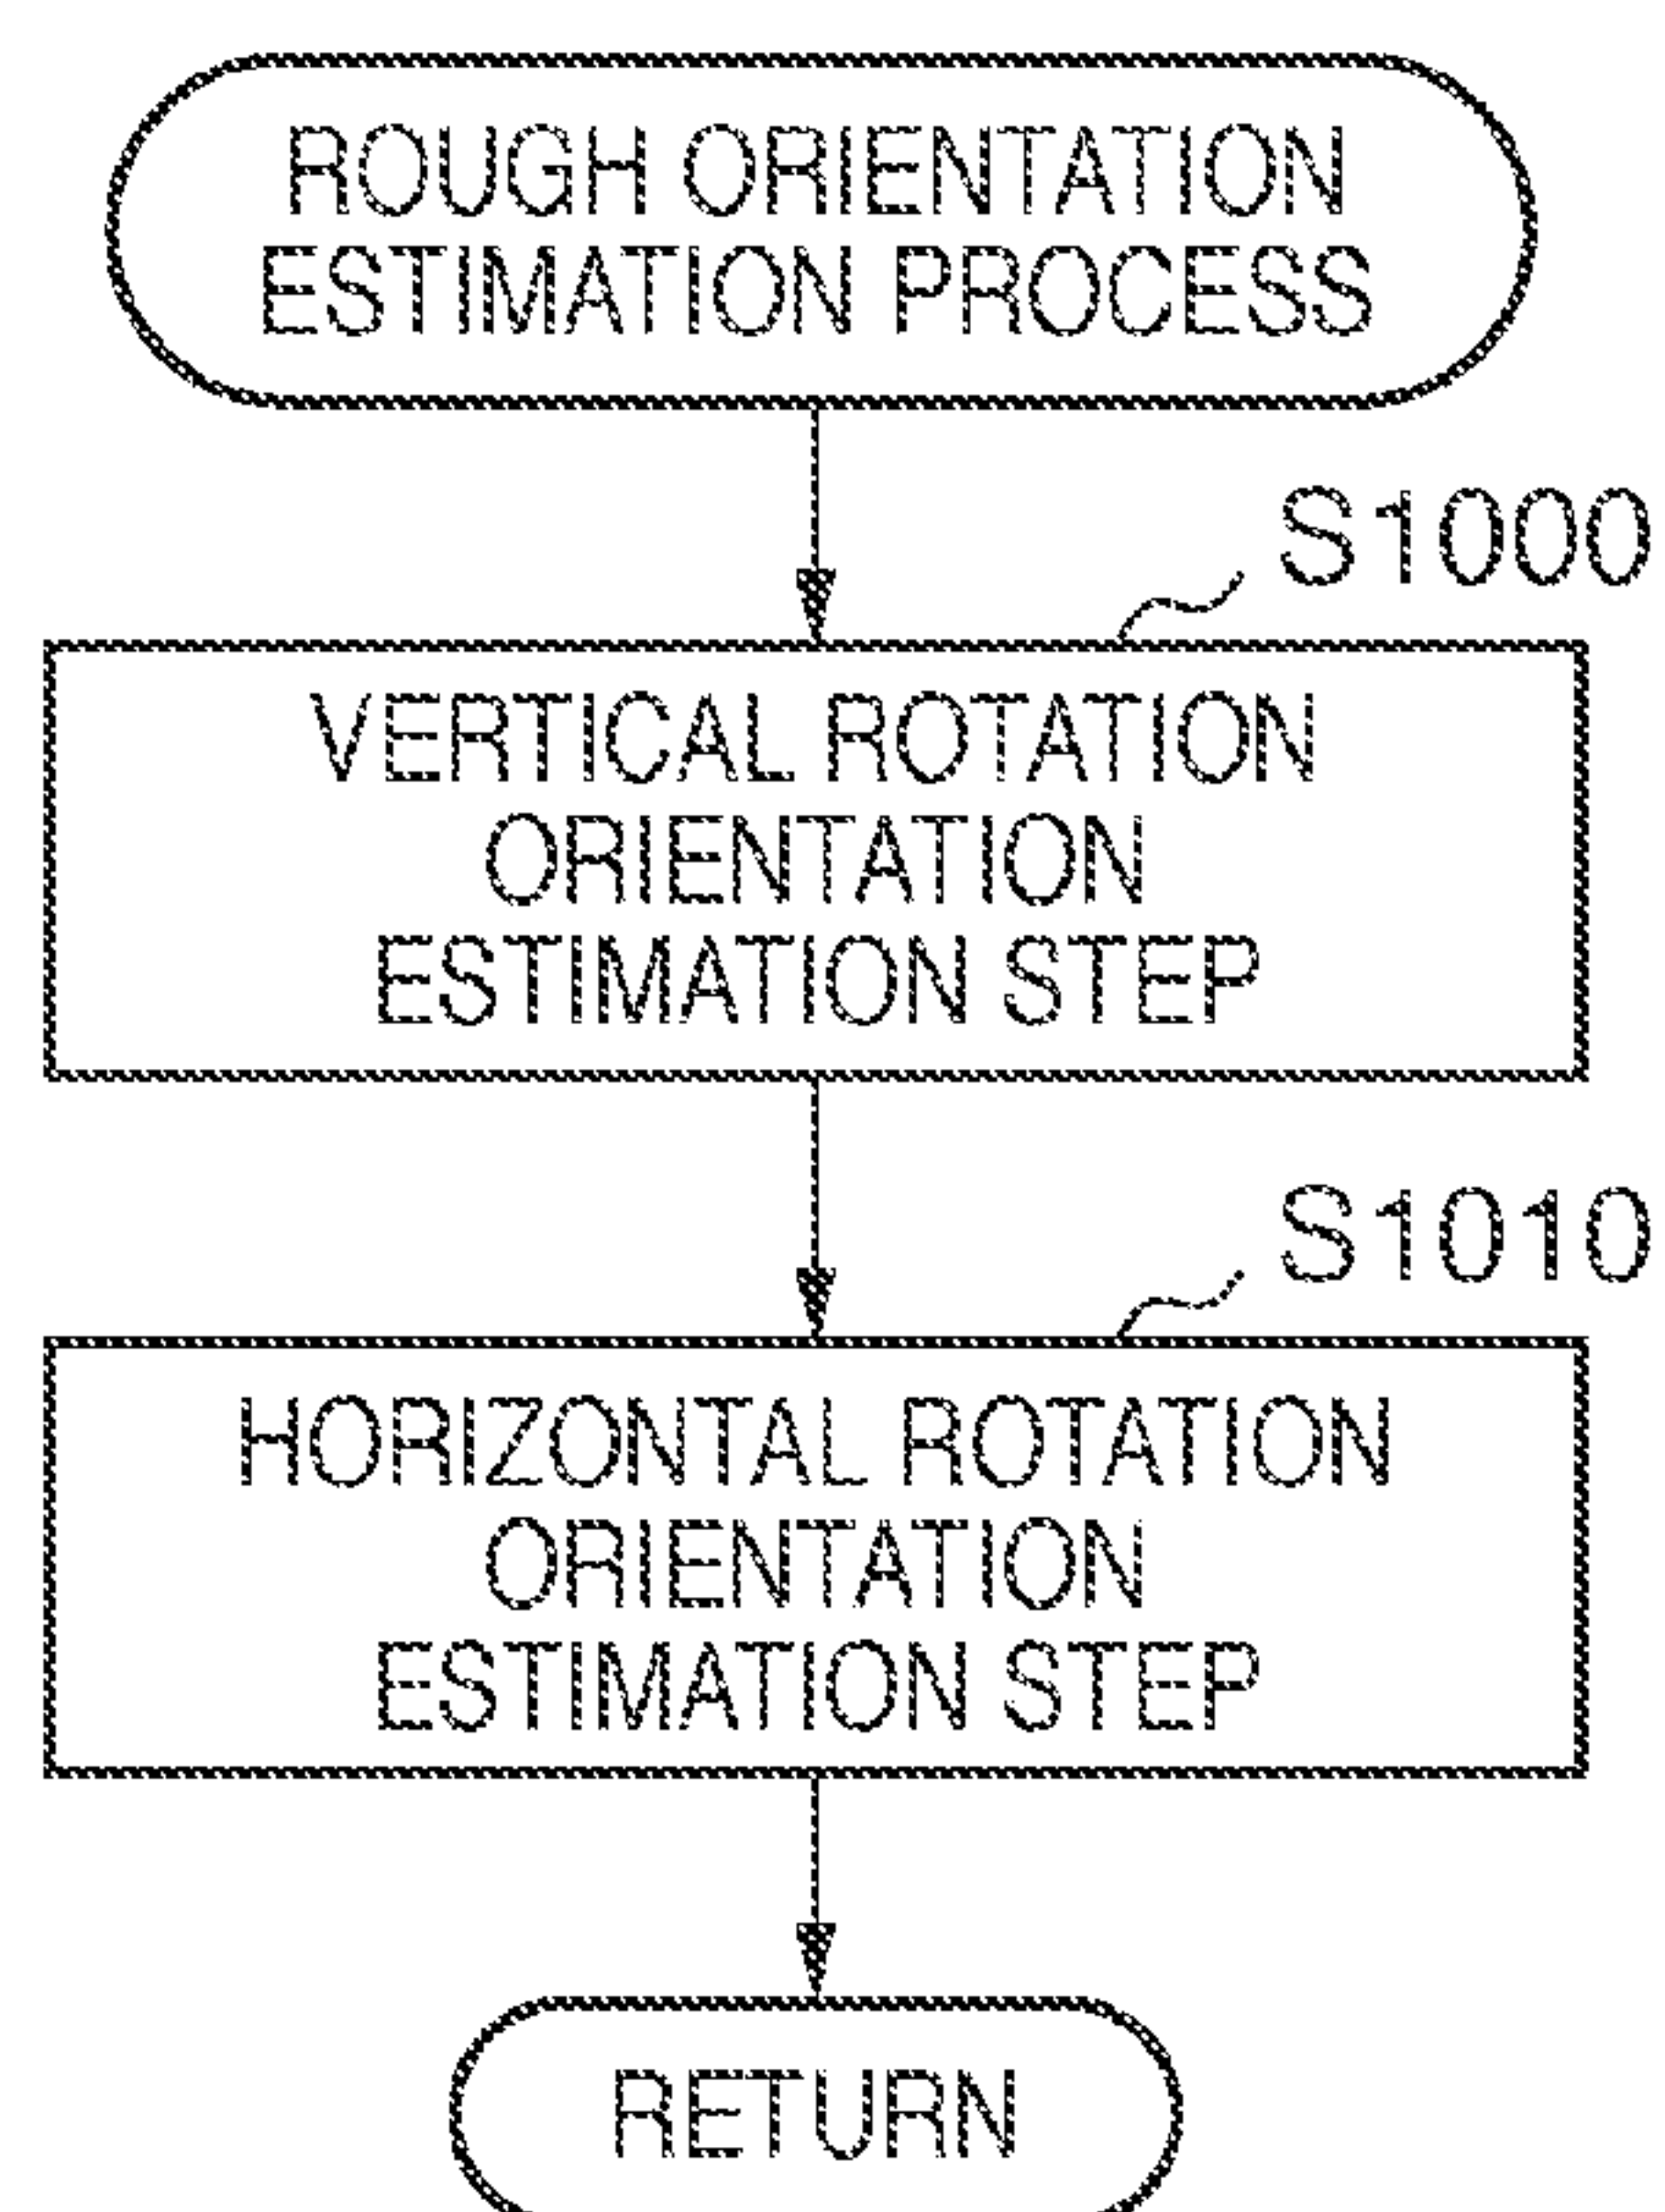 ROUGH ORIENTATION
ESTIMATION PROCESS
S1000
VERTICAL ROTATION
ORIENTATION
ESTIMATION STEP
S1010
HORIZONTAL ROTATION
ORIENTATION
ESTIMATION STEP
RETURN